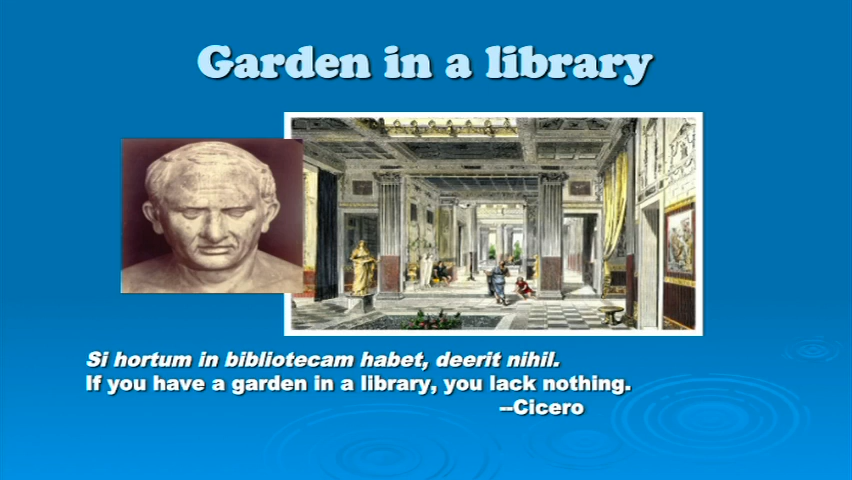 Garden in a library
Si hortum in bibliotecam habet, deerit nihil.
If you have a garden in a library, you lack nothing.
--Cicero